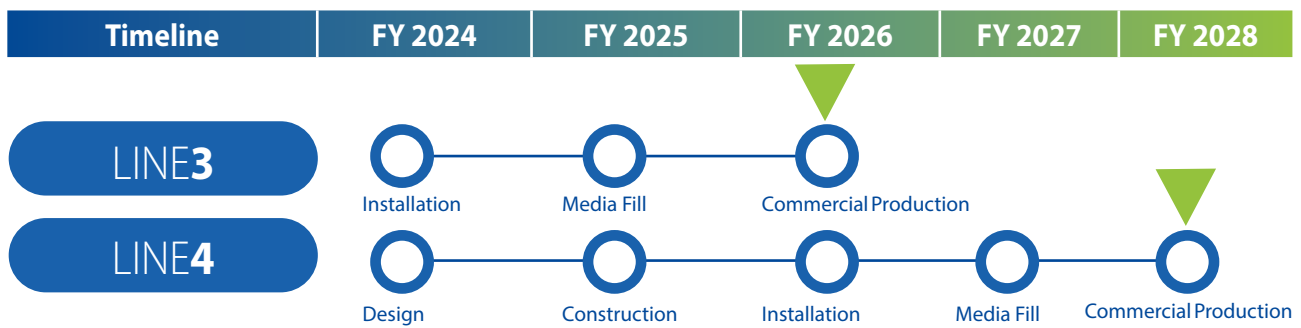 Timeline FY 2024 FY 2025 FY 2026 FY 2027 FY 2028
LINE3
Installation Media Fill Commercial Production
LINE4
Design Construction Installation Media Fill Commercial Production